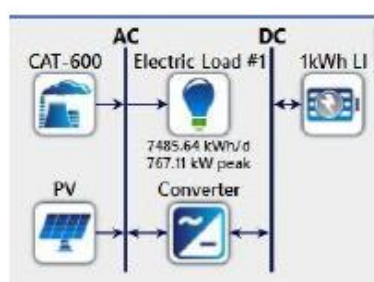 AC DC
CAT-600 Electric Load #1 1kWh LI
7485.64 kWh/d
767.11 kW peak
PV Converter